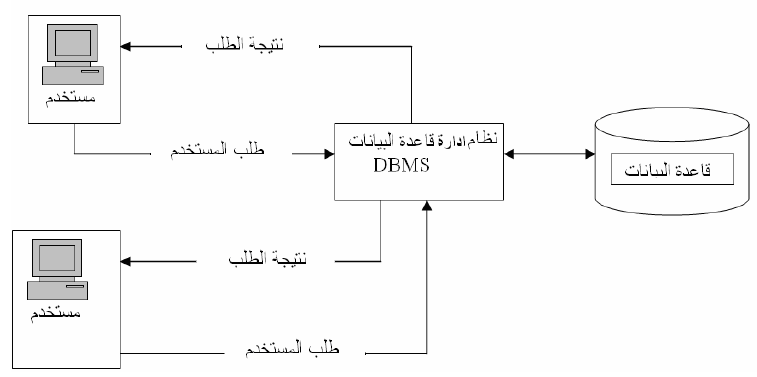 نتيجة الطلب
مستخدم
طلب المستخدم
نظام ادارة قاعدة البيانات
DBMS
قاعدة البيانات
نتيجة الطلب
مستخدم
طلب المستخدم